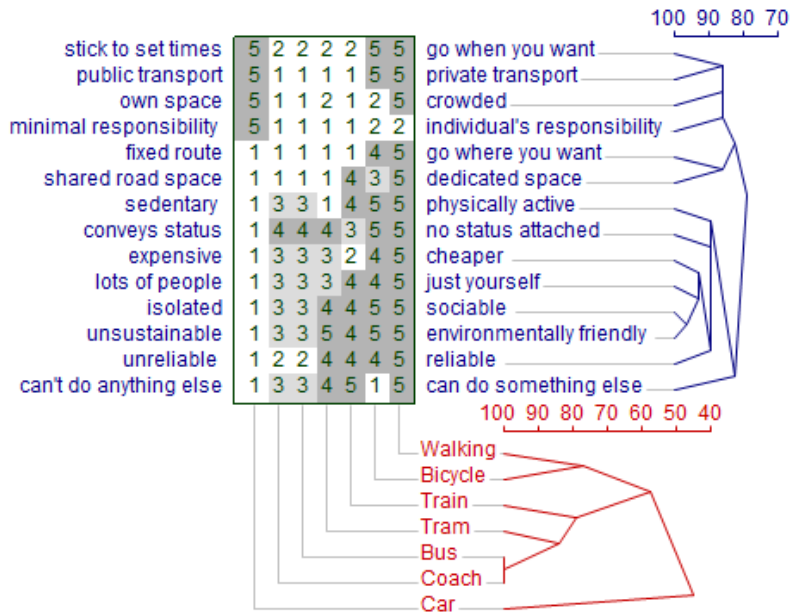 100 90 80 70
stick to set times 5 2 2 2 2 5 5 go when you want
public transport 5 1 1 1 1 5 5 private transport
own space 5 1 1 2 1 2 5 crowded
minimal responsibility 5 1 1 1 1 2 2 individual's responsibility
fixed route 1 1 1 1 1 4 5 go where you want
shared road space 1 1 1 1 4 3 5 dedicated space
sedentary 1 3 3 1 4 5 5 physically active
conveys status 1 4 4 4 3 5 5 no status attached
expensive 1 3 3 3 2 4 5 cheaper
lots of people 1 3 3 3 4 4 5 just yourself
isolated 1 3 3 4 4 5 5 sociable
unsustainable 1 3 3 5 4 5 5 environmentally friendly
unreliable 1 2 2 4 4 4 5 reliable
can't do anything else 1 3 3 4 5 1 5 can do something else
100 90 80 70 60 50 40
Walking
Bicycle
Train
Tram
Bus
Coach
Car